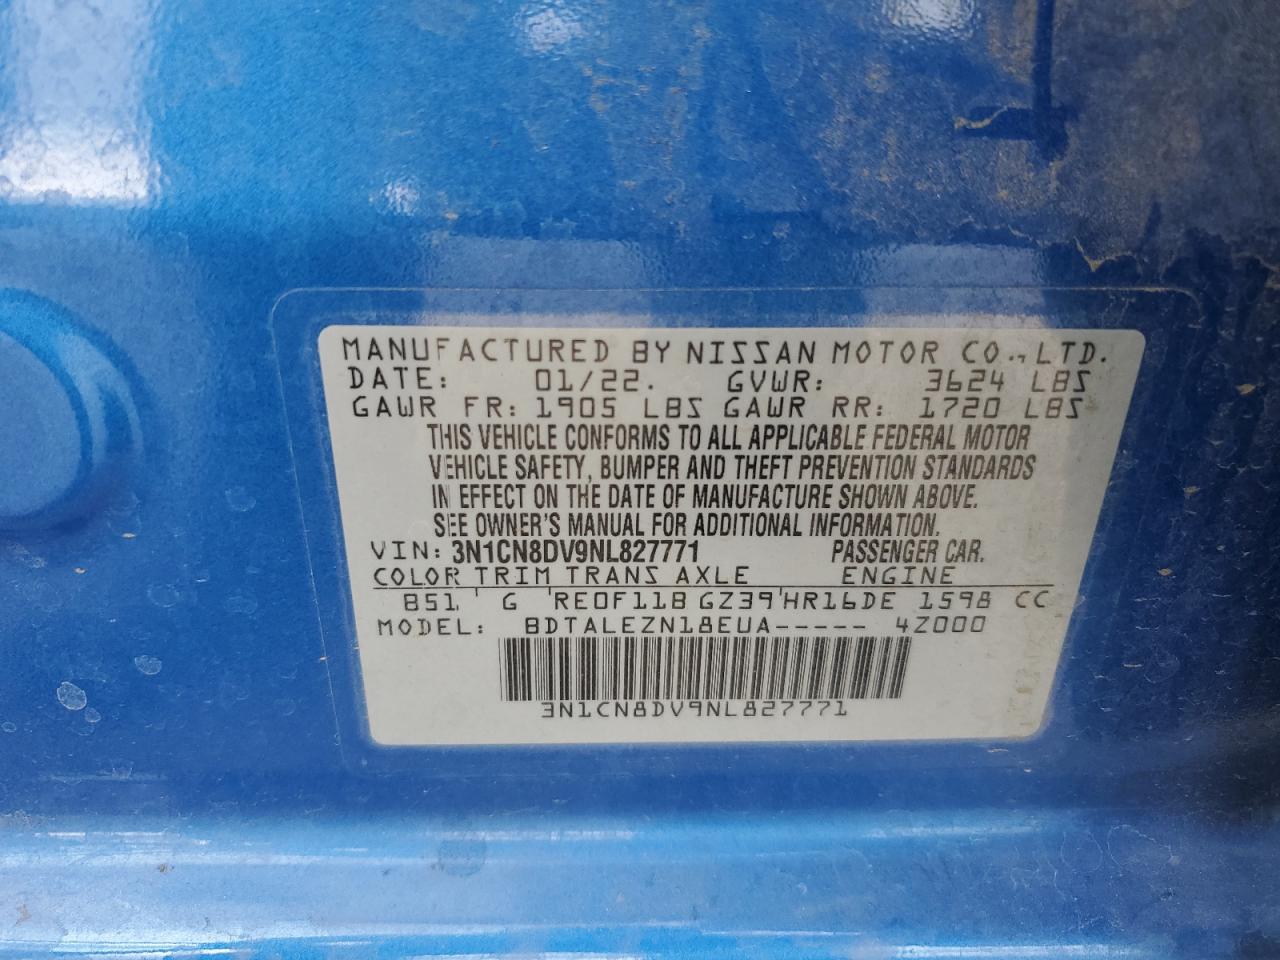 MANUFACTURED BY NISSAN MOTOR CO., LTD.
DATE: 01/22. GVWR: 3624 LBS
GAWR FR: 1905 LBS GAWR RR: 1720 LBS
THIS VEHICLE CONFORMS TO ALL APPLICABLE FEDERAL MOTOR
VEHICLE SAFETY, BUMPER AND THEFT PREVENTION STANDARDS
IN EFFECT ON THE DATE OF MANUFACTURE SHOWN ABOVE.
SEE OWNER'S MANUAL FOR ADDITIONAL INFORMATION.
VIN: 3N1CN8DV9NL827771 PASSENGER CAR.
COLOR TRIM TRANS AXLE ENGINE
B51 G RE0F11B GZ39 HR16DE 1598 CC
MODEL: BDTALEZN18EUA----- 4Z000
3N1CN8DV9NL827771